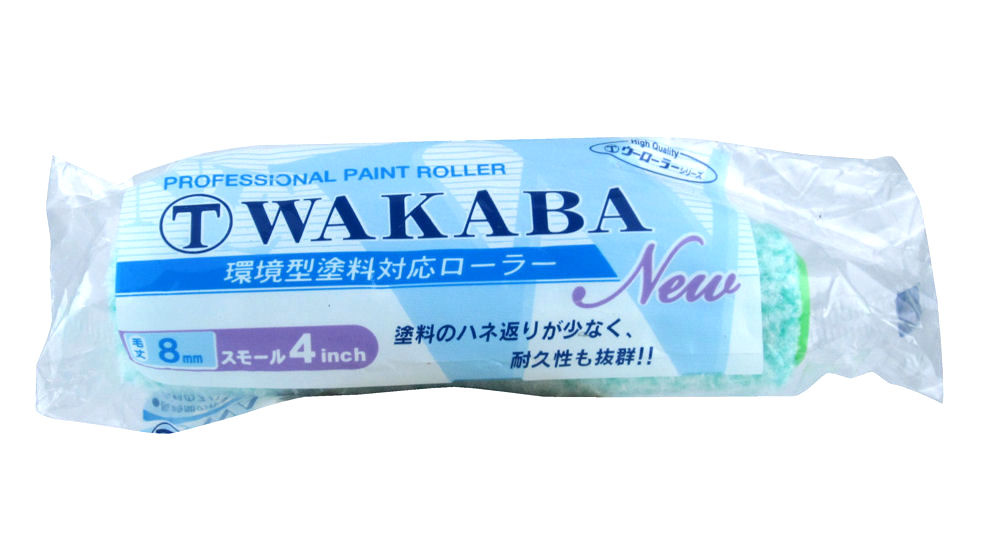 High Quality
Ⓣ ウーローラーシリーズ
PROFESSIONAL PAINT ROLLER
Ⓣ WAKABA
環境型塗料対応ローラー
New
毛丈 8mm スモール 4 inch
塗料のハネ返りが少なく、
耐久性も抜群!!